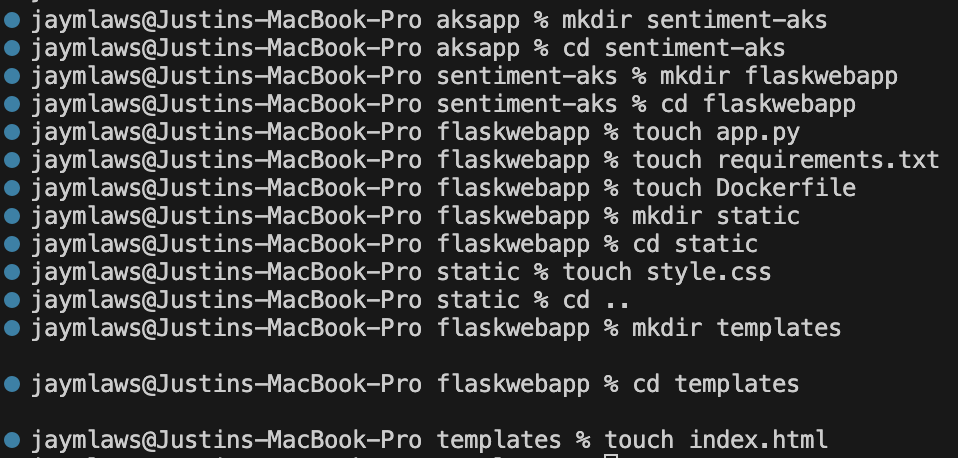 jaymlaws@Justins-MacBook-Pro aksapp % mkdir sentiment-aks
jaymlaws@Justins-MacBook-Pro aksapp % cd sentiment-aks
jaymlaws@Justins-MacBook-Pro sentiment-aks % mkdir flaskwebapp
jaymlaws@Justins-MacBook-Pro sentiment-aks % cd flaskwebapp
jaymlaws@Justins-MacBook-Pro flaskwebapp % touch app.py
jaymlaws@Justins-MacBook-Pro flaskwebapp % touch requirements.txt
jaymlaws@Justins-MacBook-Pro flaskwebapp % touch Dockerfile
jaymlaws@Justins-MacBook-Pro flaskwebapp % mkdir static
jaymlaws@Justins-MacBook-Pro flaskwebapp % cd static
jaymlaws@Justins-MacBook-Pro static % touch style.css
jaymlaws@Justins-MacBook-Pro static % cd ..
jaymlaws@Justins-MacBook-Pro flaskwebapp % mkdir templates
jaymlaws@Justins-MacBook-Pro flaskwebapp % cd templates
jaymlaws@Justins-MacBook-Pro templates % touch index.html